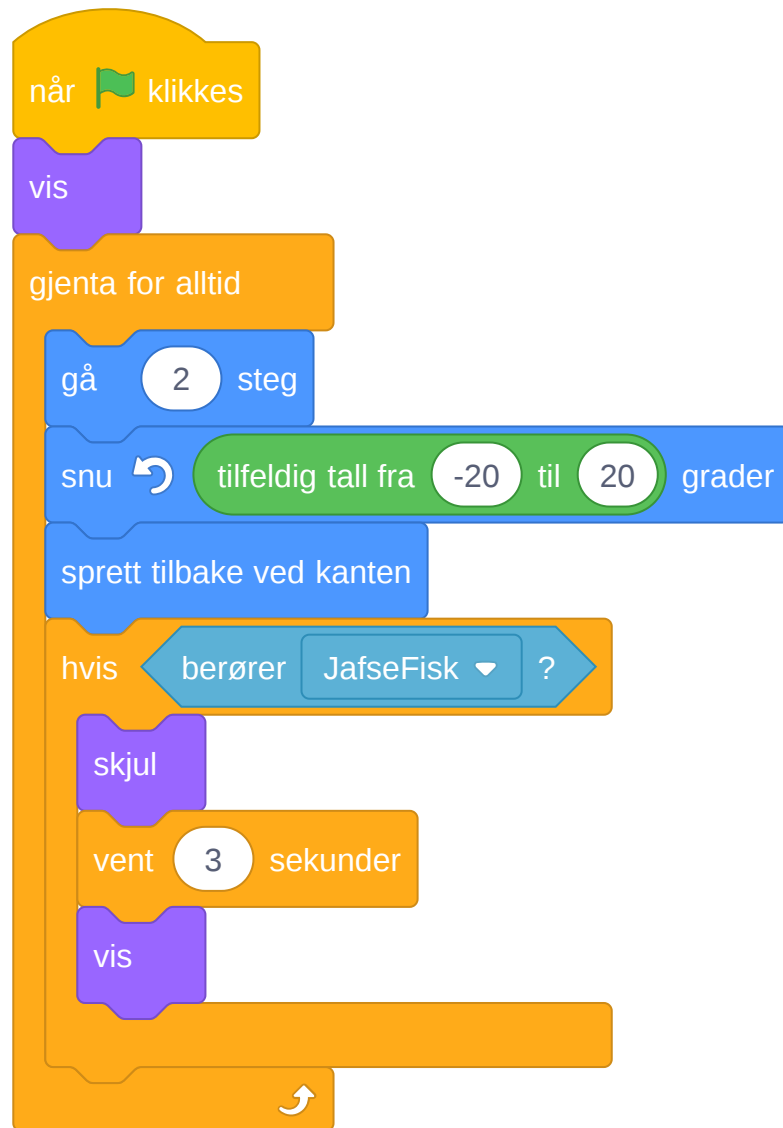 når klikkes
vis
gjenta for alltid
gå 2 steg
snu tilfeldig tall fra -20 til 20 grader
sprett tilbake ved kanten
hvis berører JafseFisk ?
skjul
vent 3 sekunder
vis